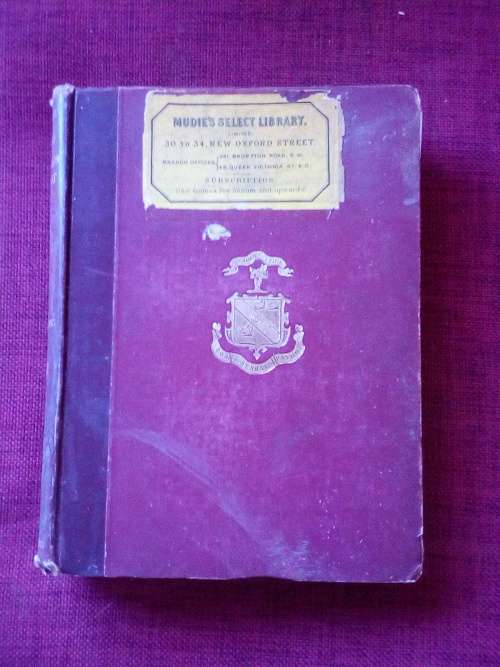 MUDIE'S SELECT LIBRARY.
LIMITED.
30 TO 34, NEW OXFORD STREET
BRANCH OFFICES
241 BROMPTON ROAD, S.W.
48 QUEEN VICTORIA ST. E.C.
SUBSCRIPTION
One Guinea Per Annum and upwards